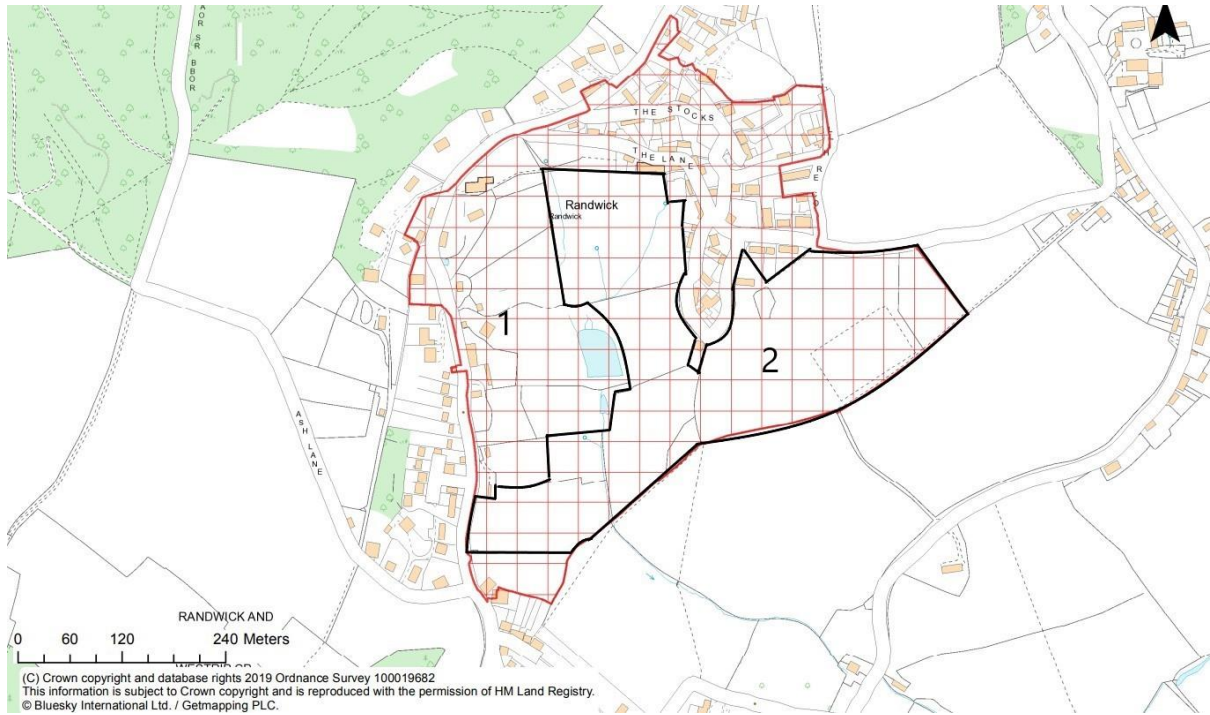 THE STOCKS
THE LANE
Randwick
Randwick
1
2
ASH LANE
RANDWICK AND
0 60 120 240 Meters
(C) Crown copyright and database rights 2019 Ordnance Survey 100019682
This information is subject to Crown copyright and is reproduced with the permission of HM Land Registry.
© Bluesky International Ltd. / Getmapping PLC.